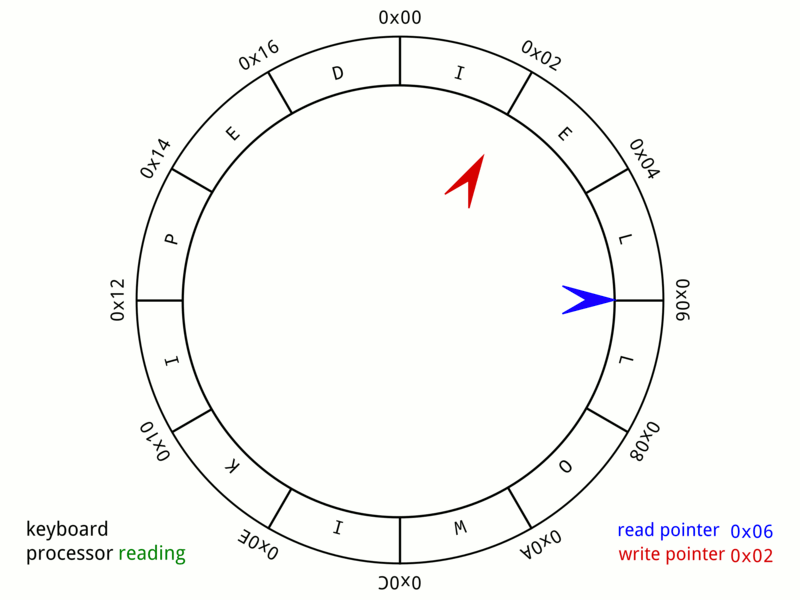 0x00
0x02
0x04
0x06
0x08
0x0A
0x0C
0x0E
0x10
0x12
0x14
0x16
I
E
L
L
O
W
I
K
I
P
E
D
keyboard
processor reading
read pointer 0x06
write pointer 0x02